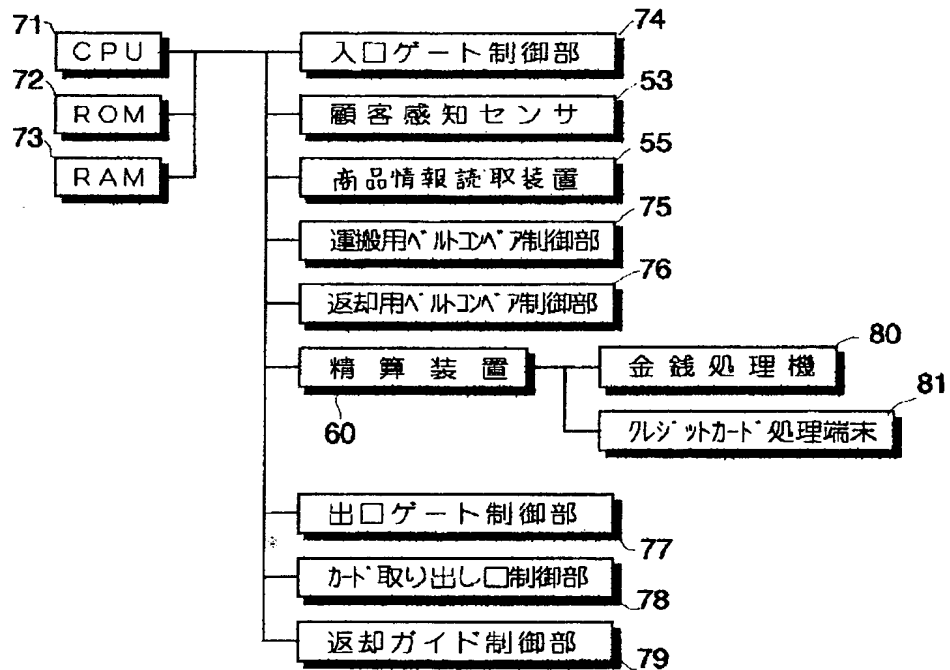 71
CPU
72
ROM
73
RAM
74
入口ゲート制御部
53
顧客感知センサ
55
商品情報読取装置
75
運搬用ﾍﾞﾙﾄｺﾝﾍﾞｱ制御部
76
返却用ﾍﾞﾙﾄｺﾝﾍﾞｱ制御部
精算装置
60
80
金銭処理機
81
ｸﾚｼﾞｯﾄｶｰﾄﾞ処理端末
出口ゲート制御部
77
ｶｰﾄﾞ取り出し口制御部
78
返却ガイド制御部
79